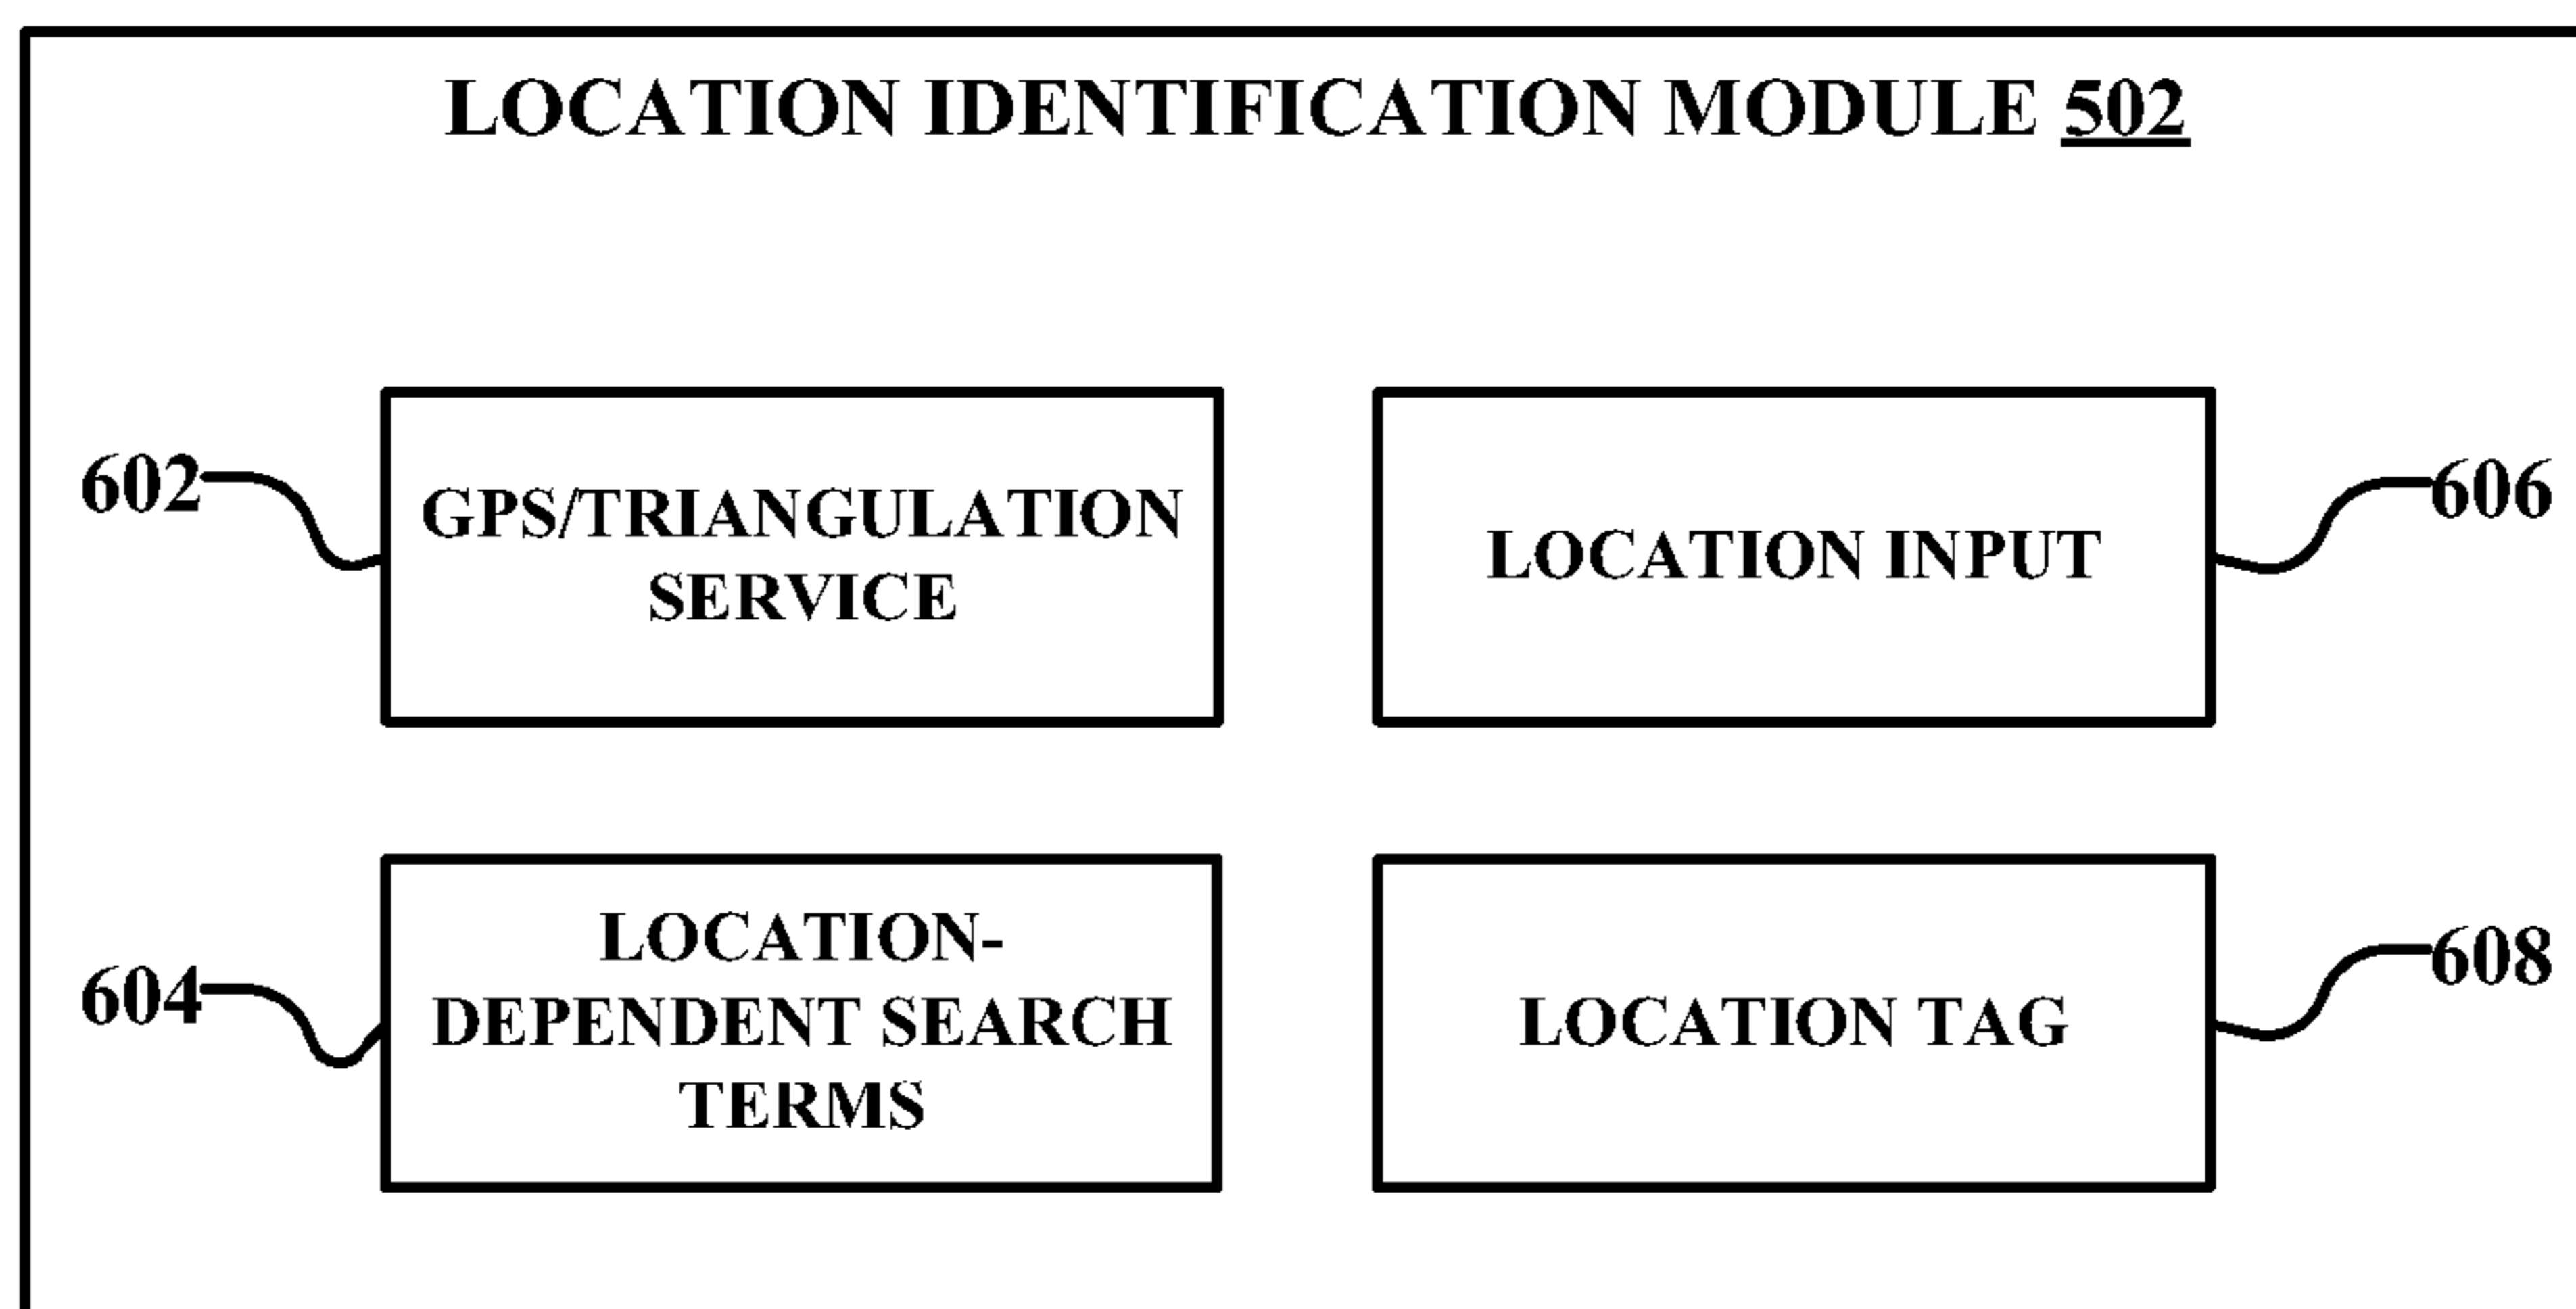 LOCATION IDENTIFICATION MODULE 502
602
GPS/TRIANGULATION
SERVICE
LOCATION INPUT
606
604
LOCATION-
DEPENDENT SEARCH
TERMS
LOCATION TAG
608